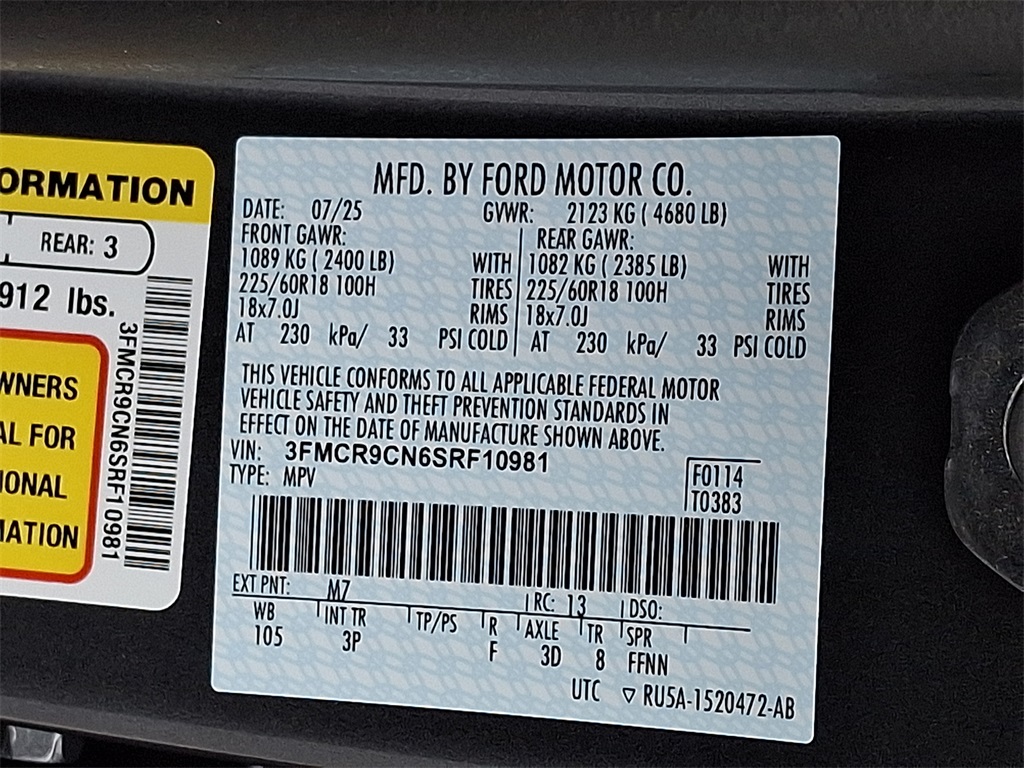 ORMATION
REAR: 3
912 lbs.
WNERS
AL FOR
IONAL
MATION
3FMCR9CN6SRF10981
MFD. BY FORD MOTOR CO.
DATE: 07/25 GVWR: 2123 KG ( 4680 LB)
FRONT GAWR: REAR GAWR:
1089 KG ( 2400 LB) WITH 1082 KG ( 2385 LB) WITH
225/60R18 100H TIRES 225/60R18 100H TIRES
18x7.0J RIMS 18x7.0J RIMS
AT 230 kPa/ 33 PSI COLD AT 230 kPa/ 33 PSI COLD
THIS VEHICLE CONFORMS TO ALL APPLICABLE FEDERAL MOTOR
VEHICLE SAFETY AND THEFT PREVENTION STANDARDS IN
EFFECT ON THE DATE OF MANUFACTURE SHOWN ABOVE.
VIN: 3FMCR9CN6SRF10981
TYPE: MPV
F0114
T0383
EXT PNT: M7 RC: 13 DSO:
WB INT TR TP/PS R AXLE TR SPR
105 3P F 3D 8 FFNN
UTC ▽ RU5A-1520472-AB